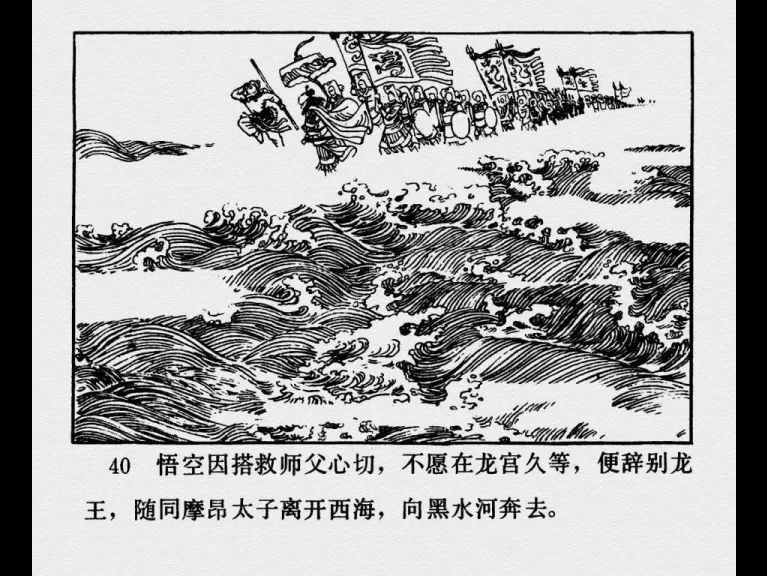 40 悟空因搭救师父心切，不愿在龙宫久等，便辞别龙
王，随同摩昂太子离开西海，向黑水河奔去。